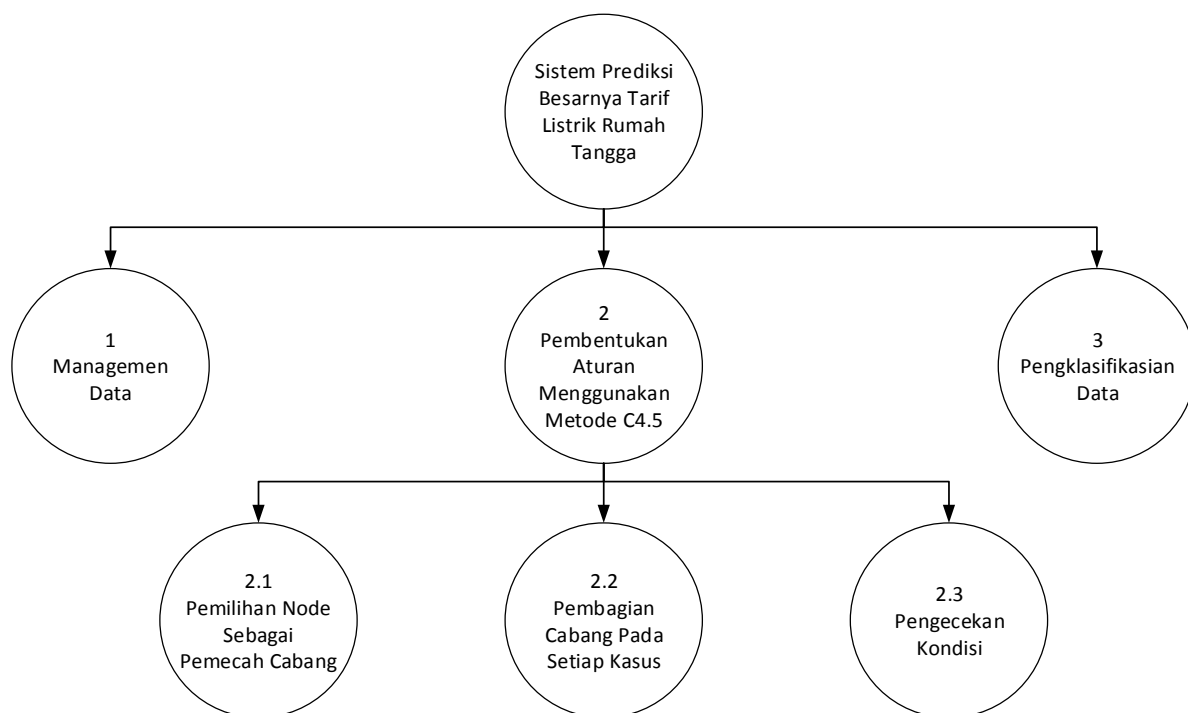 Sistem Prediksi
Besarnya Tarif
Listrik Rumah
Tangga
1
Managemen
Data
2
Pembentukan
Aturan
Menggunakan
Metode C4.5
3
Pengklasifikasian
Data
2.1
Pemilihan Node
Sebagai
Pemecah Cabang
2.2
Pembagian
Cabang Pada
Setiap Kasus
2.3
Pengecekan
Kondisi